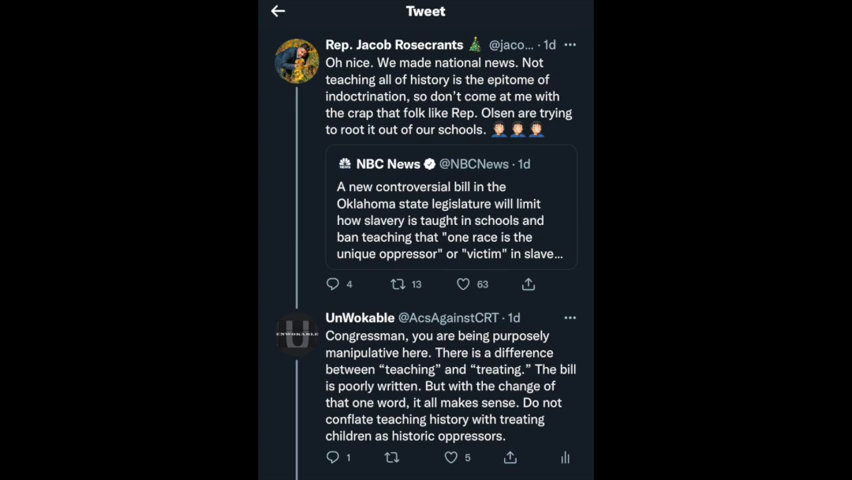 Tweet
Rep. Jacob Rosecrants 🎄 @jaco... · 1d
Oh nice. We made national news. Not
teaching all of history is the epitome of
indoctrination, so don't come at me with
the crap that folk like Rep. Olsen are trying
to root it out of our schools. 🤦🏻‍♂️🤦🏻‍♂️🤦🏻‍♂️
NBC News @NBCNews · 1d
A new controversial bill in the
Oklahoma state legislature will limit
how slavery is taught in schools and
ban teaching that "one race is the
unique oppressor" or "victim" in slave...
4 13 63
UNWOKABLE
UnWokable @AcsAgainstCRT · 1d
Congressman, you are being purposely
manipulative here. There is a difference
between “teaching” and “treating.” The bill
is poorly written. But with the change of
that one word, it all makes sense. Do not
conflate teaching history with treating
children as historic oppressors.
1 5